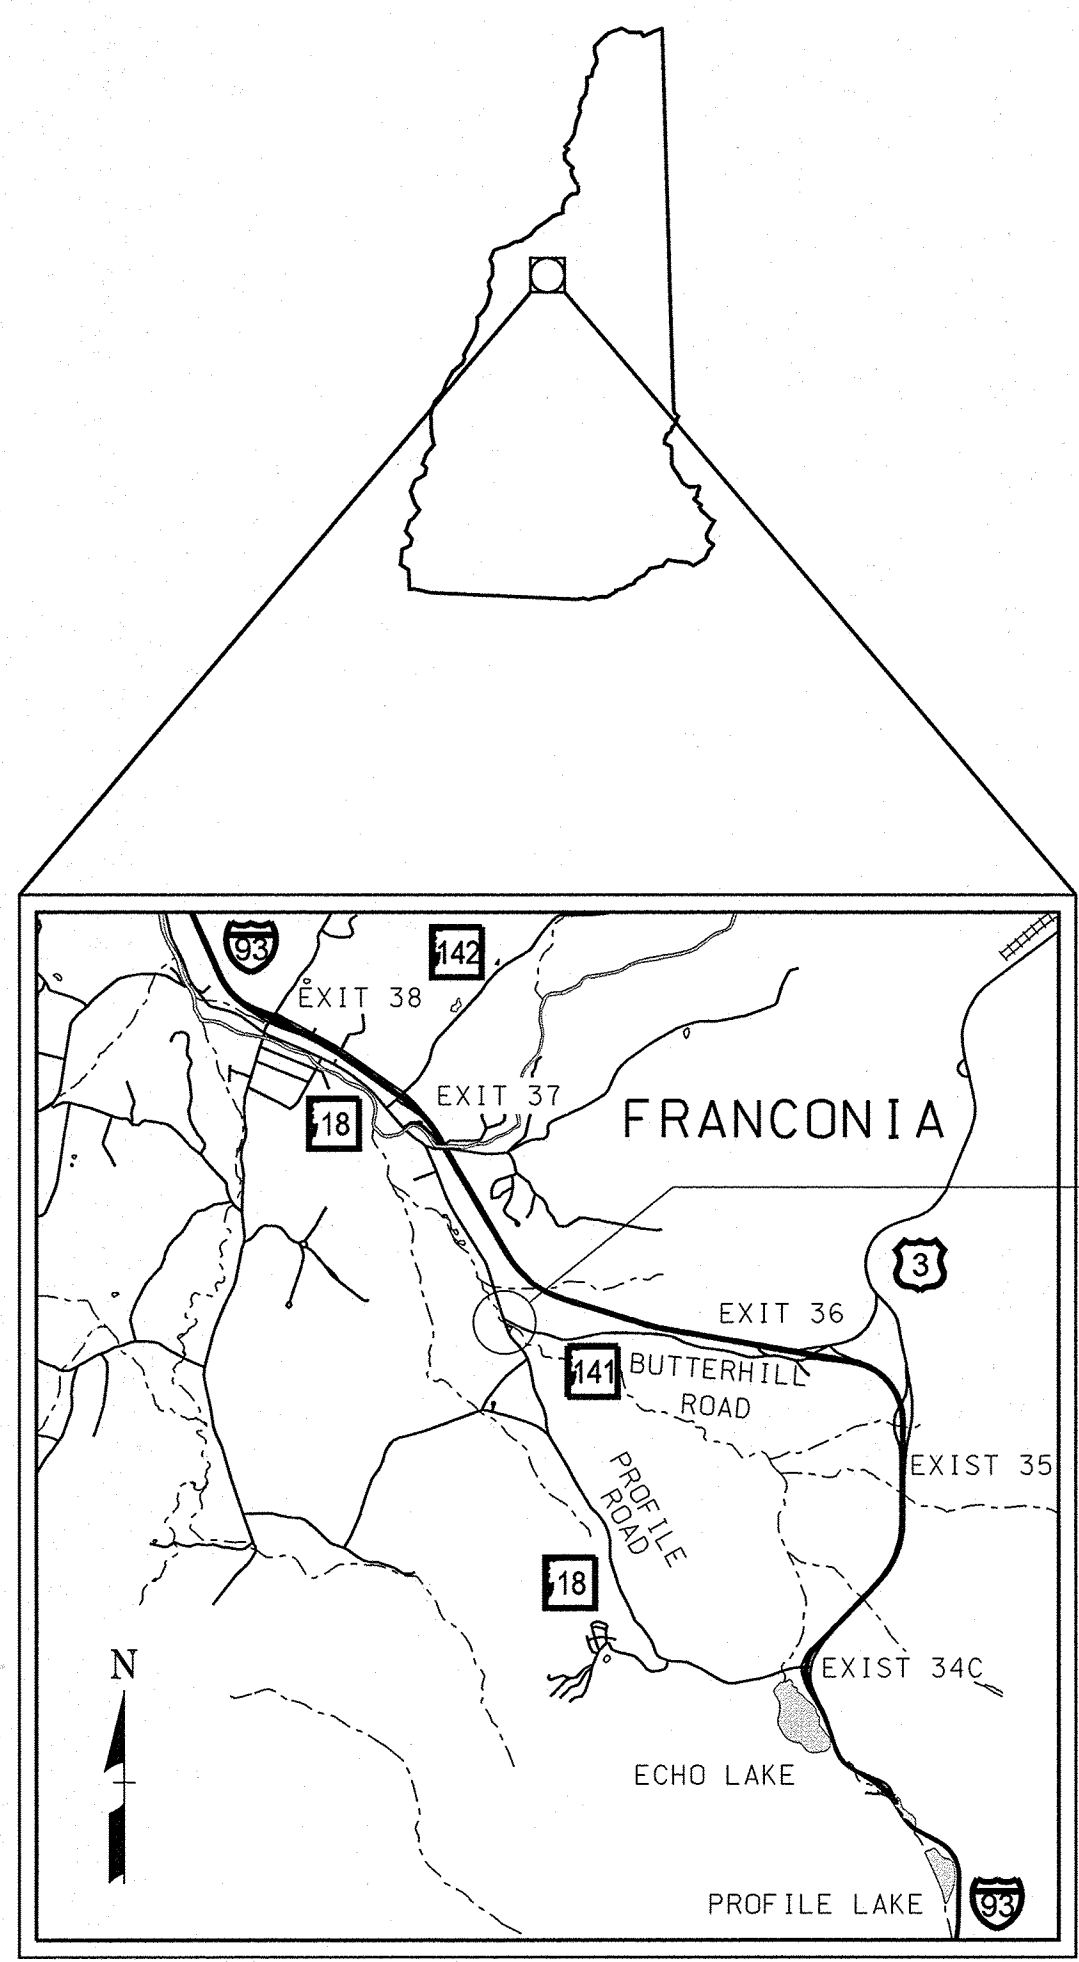 93
142
EXIT 38
EXIT 37
18
FRANCONIA
3
EXIT 36
141
BUTTERHILL
ROAD
EXIST 35
PROFILE
ROAD
18
N
EXIST 34C
ECHO LAKE
PROFILE LAKE
93